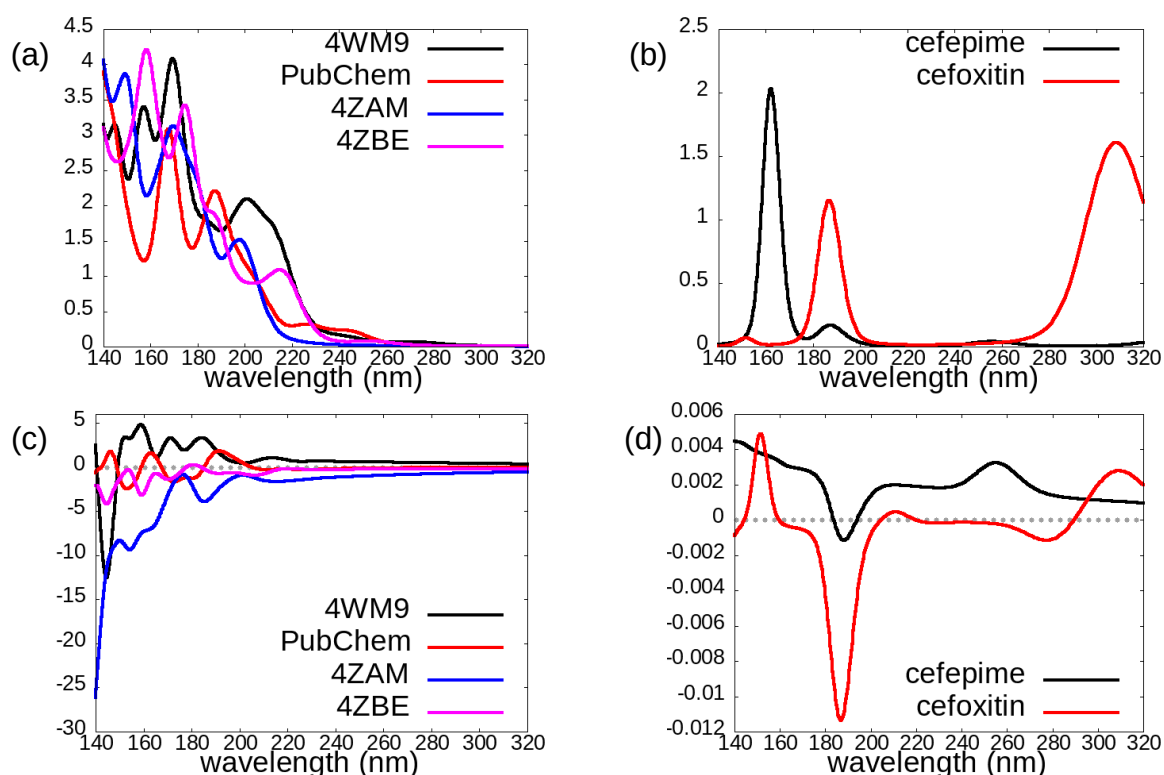 (a)
4WM9
PubChem
4ZAM
4ZBE
4.5
4
3.5
3
2.5
2
1.5
1
0.5
0
140 160 180 200 220 240 260 280 300 320
wavelength (nm)
(b)
cefepime
cefoxitin
2.5
2
1.5
1
0.5
0
140 160 180 200 220 240 260 280 300 320
wavelength (nm)
(c)
5
0
-5
-10
-15
-20
-25
-30
4WM9
PubChem
4ZAM
4ZBE
140 160 180 200 220 240 260 280 300 320
wavelength (nm)
(d)
0.006
0.004
0.002
0
-0.002
-0.004
-0.006
-0.008
-0.01
-0.012
cefepime
cefoxitin
140 160 180 200 220 240 260 280 300 320
wavelength (nm)